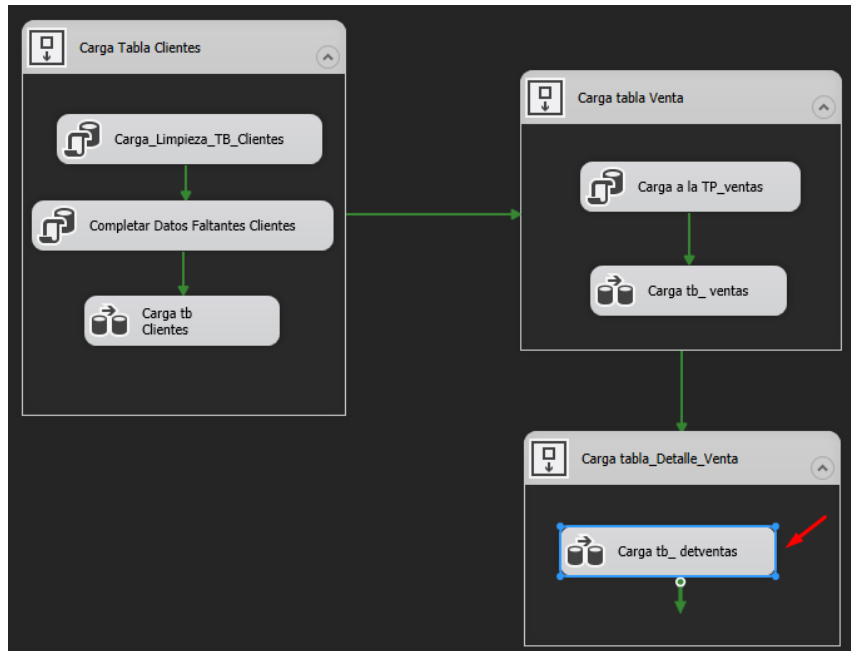 Carga Tabla Clientes
Carga_Limpieza_TB_Clientes
Completar Datos Faltantes Clientes
Carga tb
Clientes
Carga tabla Venta
Carga a la TP_ventas
Carga tb_ ventas
Carga tabla_Detalle_Venta
Carga tb_ detventas